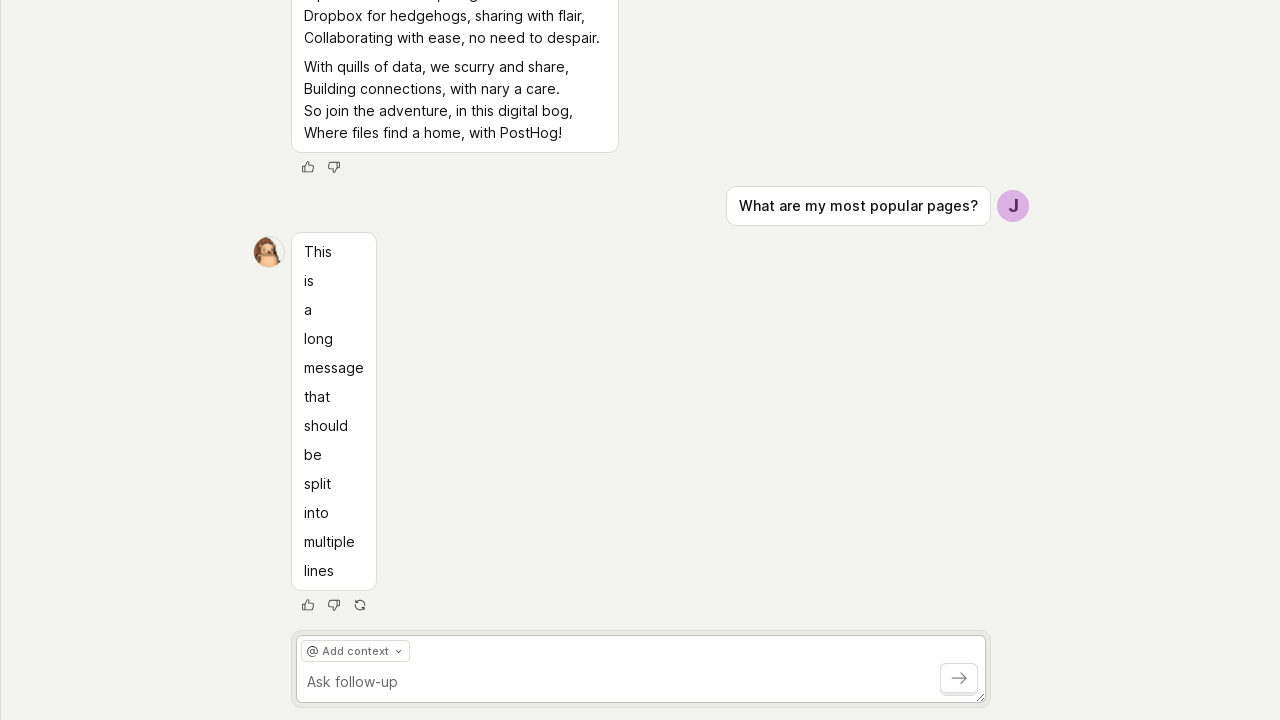 Dropbox for hedgehogs, sharing with flair,
Collaborating with ease, no need to despair.
With quills of data, we scurry and share,
Building connections, with nary a care.
So join the adventure, in this digital bog,
Where files find a home, with PostHog!
What are my most popular pages?
J
This
is
a
long
message
that
should
be
split
into
multiple
lines
@ Add context
Ask follow-up